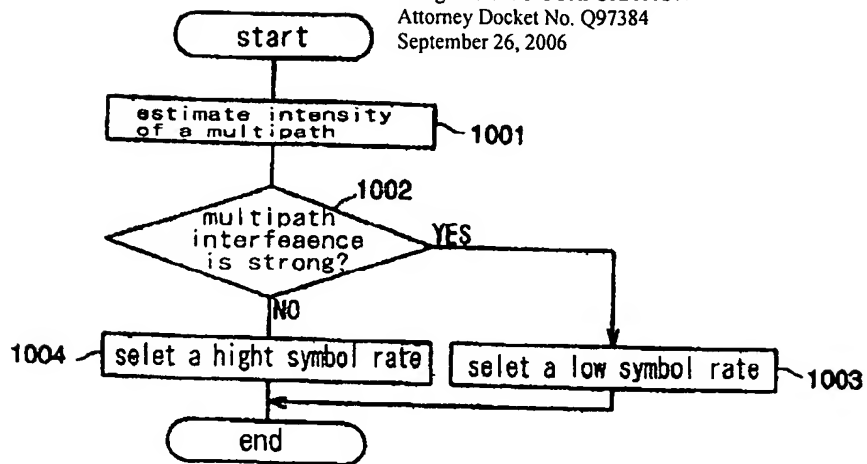 Attorney Docket No. Q97384
September 26, 2006
start
estimate intensity
of a multipath
1001
1002
multipath
interfeaence
is strong?
YES
NO
1004
selet a hight symbol rate
selet a low symbol rate
1003
end